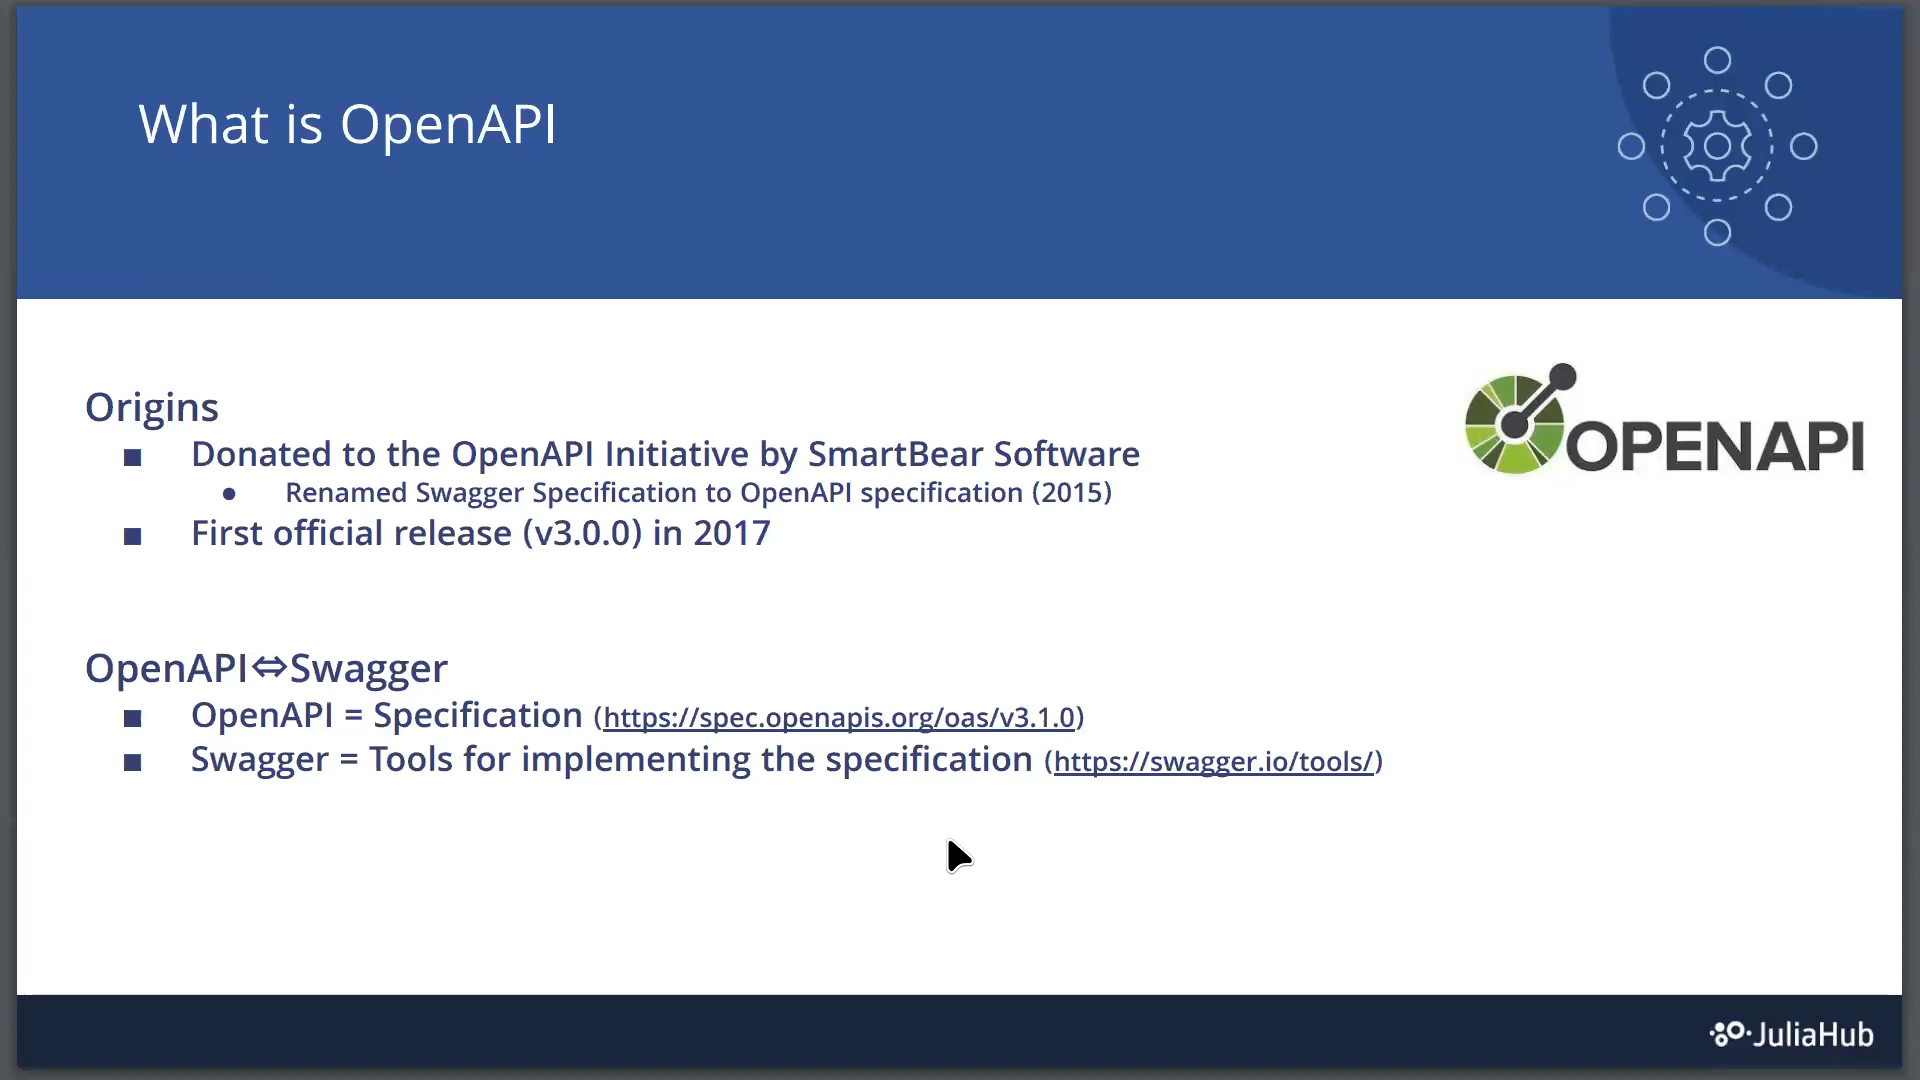 What is OpenAPI
OPENAPI
Origins
■ Donated to the OpenAPI Initiative by SmartBear Software
● Renamed Swagger Specification to OpenAPI specification (2015)
■ First official release (v3.0.0) in 2017
OpenAPI⇔Swagger
■ OpenAPI = Specification (https://spec.openapis.org/oas/v3.1.0)
■ Swagger = Tools for implementing the specification (https://swagger.io/tools/)
JuliaHub